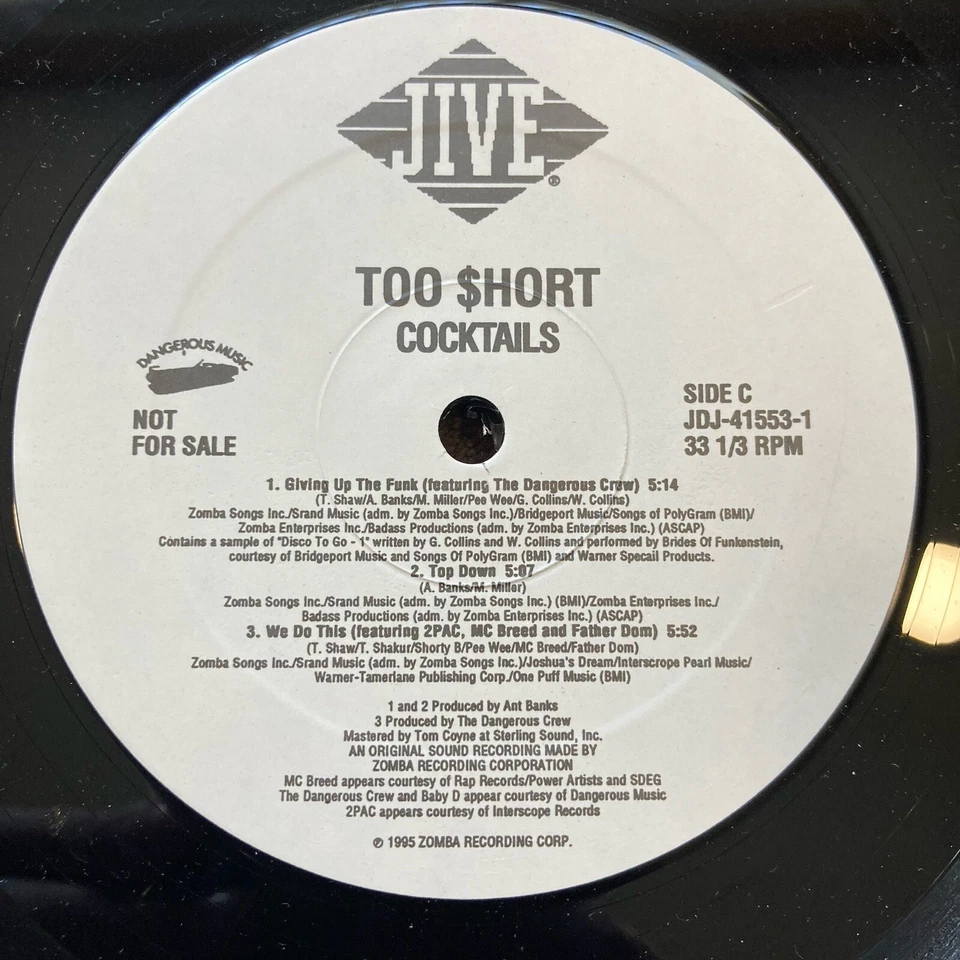 JIVE®
TOO $HORT
COCKTAILS
DANGEROUS MUSIC
NOT
FOR SALE
SIDE C
JDJ-41553-1
33 1/3 RPM
1. Giving Up The Funk (featuring The Dangerous Crew) 5:14
(T. Shaw/A. Banks/M. Miller/Pee Wee/G. Collins/W. Collins)
Zomba Songs Inc./Srand Music (adm. by Zomba Songs Inc.)/Bridgeport Music/Songs of PolyGram (BMI)/
Zomba Enterprises Inc./Badass Productions (adm. by Zomba Enterprises Inc.) (ASCAP)
Contains a sample of "Disco To Go - 1" written by G. Collins and W. Collins and performed by Brides Of Funkenstein,
courtesy of Bridgeport Music and Songs Of PolyGram (BMI) and Warner Specail Products.
2. Top Down 5:07
(A. Banks/M. Miller)
Zomba Songs Inc./Srand Music (adm. by Zomba Songs Inc.) (BMI)/Zomba Enterprises Inc./
Badass Productions (adm. by Zomba Enterprises Inc.) (ASCAP)
3. We Do This (featuring 2PAC, MC Breed and Father Dom) 5:52
(T. Shaw/T. Shakur/Shorty B/Pee Wee/MC Breed/Father Dom)
Zomba Songs Inc./Srand Music (adm. by Zomba Songs Inc.)/Joshua's Dream/Interscrope Pearl Music/
Warner-Tamerlane Publishing Corp./One Puff Music (BMI)
1 and 2 Produced by Ant Banks
3 Produced by The Dangerous Crew
Mastered by Tom Coyne at Sterling Sound, Inc.
AN ORIGINAL SOUND RECORDING MADE BY
ZOMBA RECORDING CORPORATION
MC Breed appears courtesy of Rap Records/Power Artists and SDEG
The Dangerous Crew and Baby D appear courtesy of Dangerous Music
2PAC appears courtesy of Interscope Records
℗ 1995 ZOMBA RECORDING CORP.